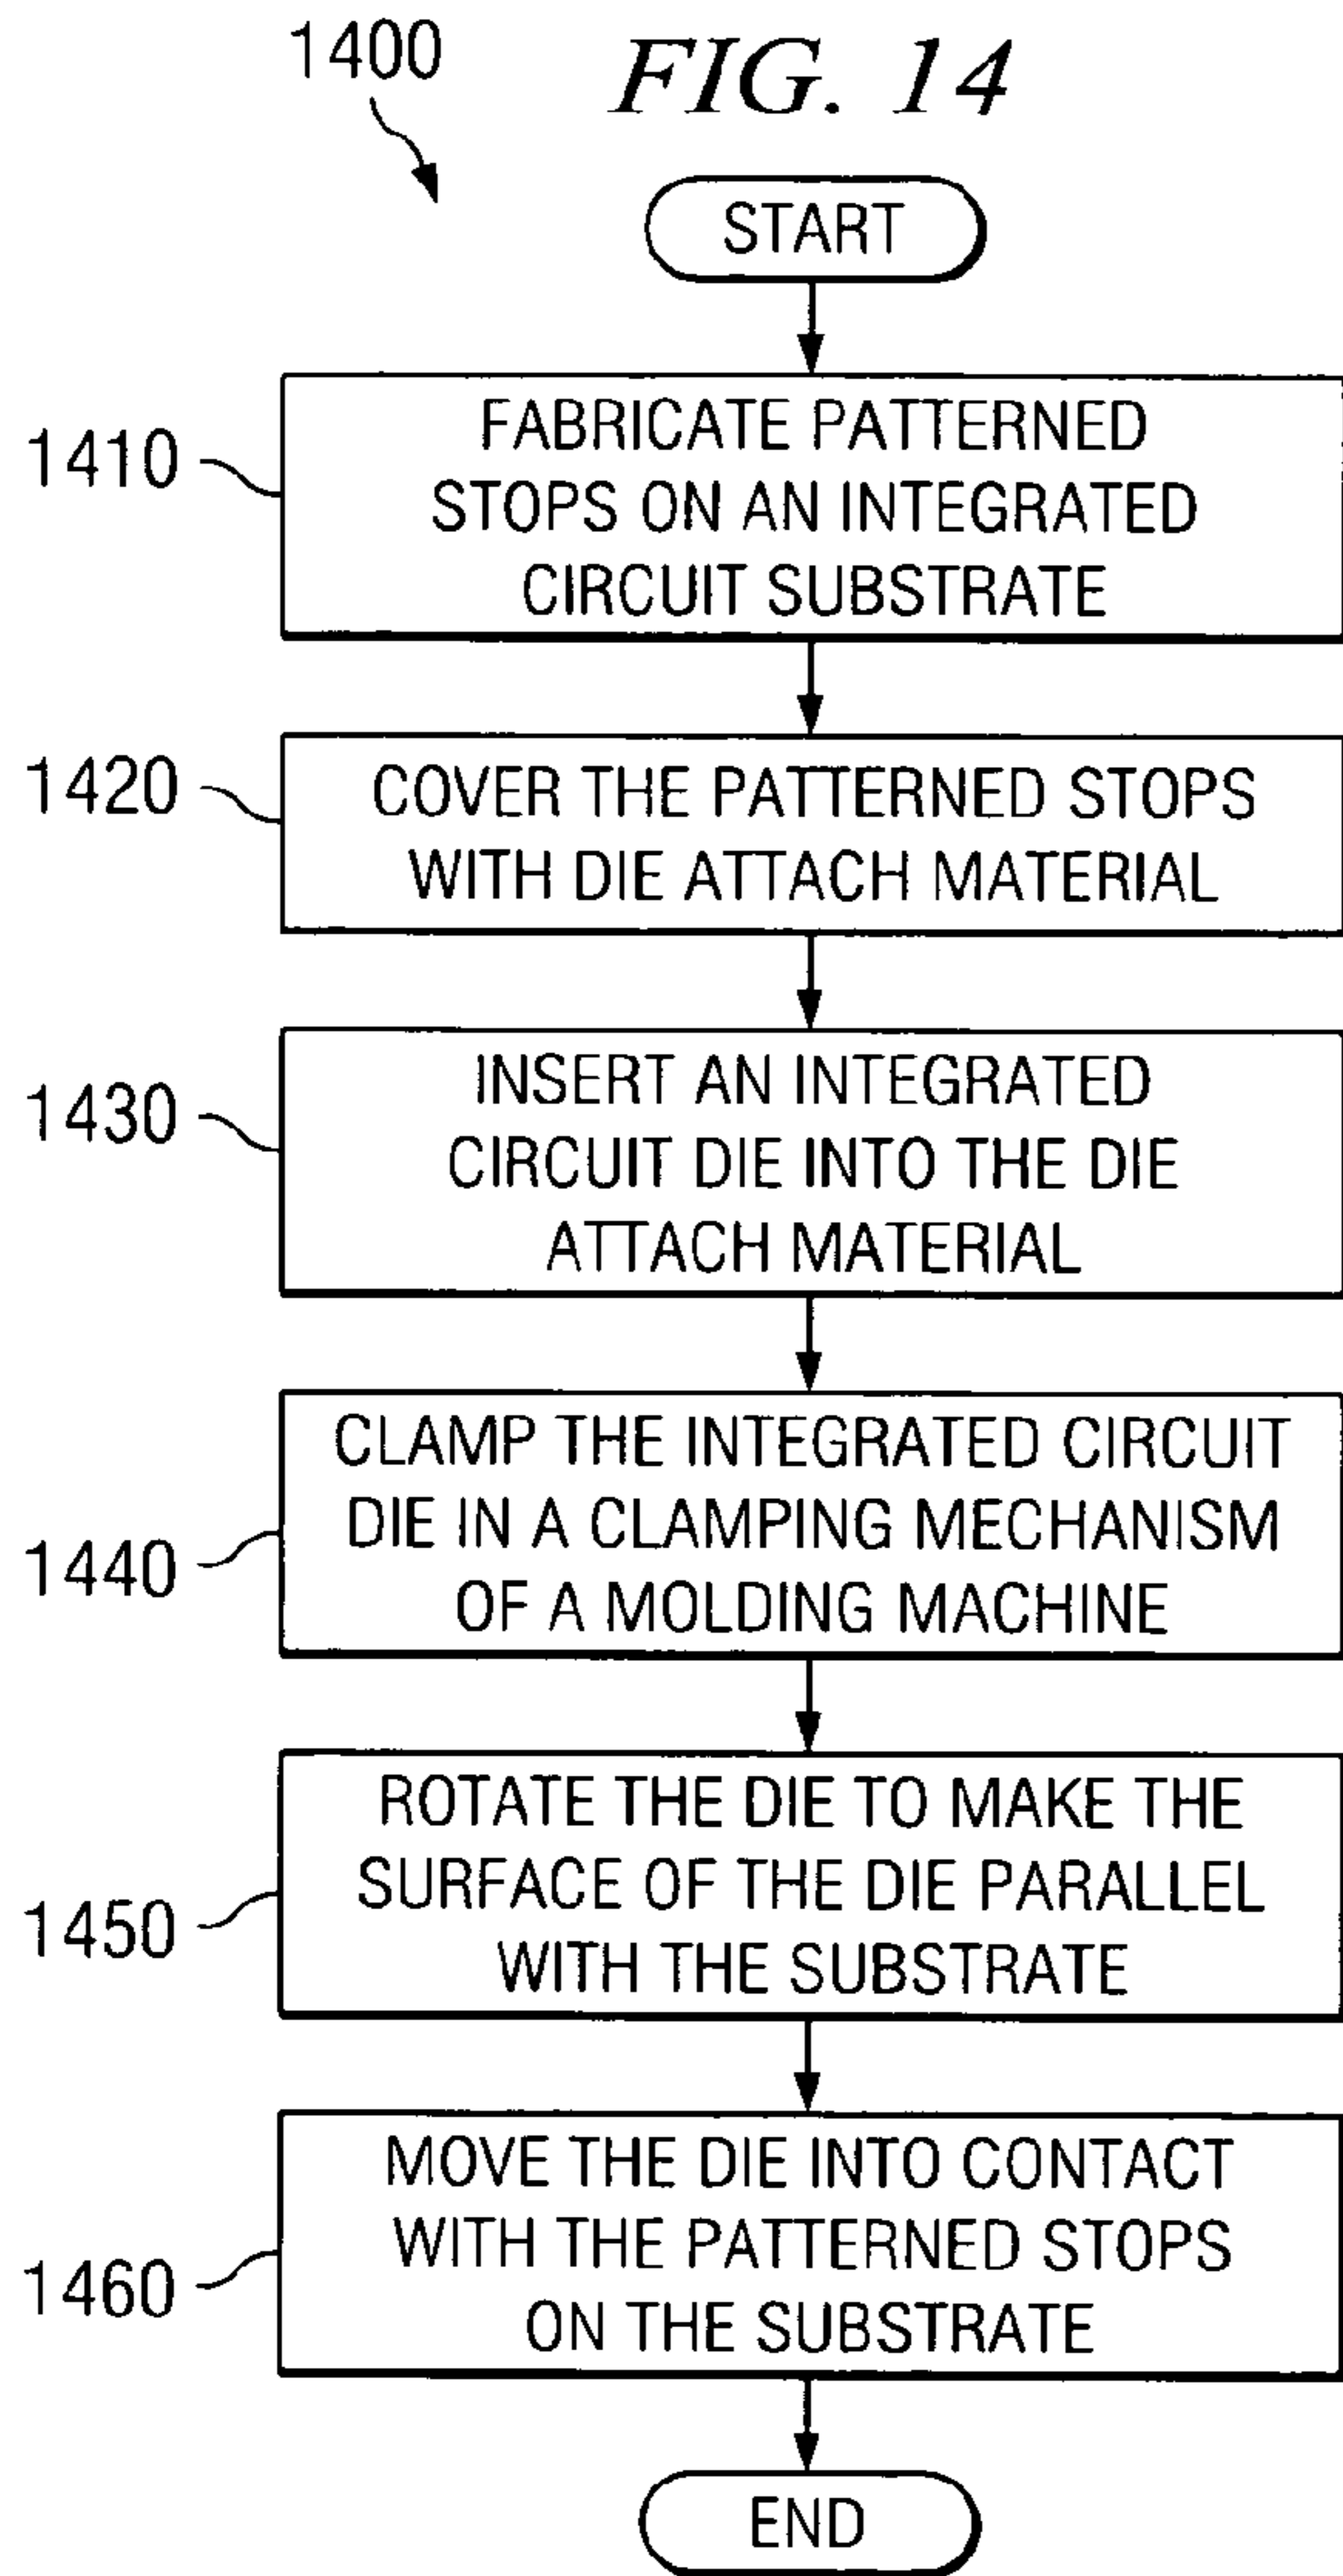 1400
FIG. 14
START
1410
FABRICATE PATTERNED
STOPS ON AN INTEGRATED
CIRCUIT SUBSTRATE
1420
COVER THE PATTERNED STOPS
WITH DIE ATTACH MATERIAL
1430
INSERT AN INTEGRATED
CIRCUIT DIE INTO THE DIE
ATTACH MATERIAL
1440
CLAMP THE INTEGRATED CIRCUIT
DIE IN A CLAMPING MECHANISM
OF A MOLDING MACHINE
1450
ROTATE THE DIE TO MAKE THE
SURFACE OF THE DIE PARALLEL
WITH THE SUBSTRATE
1460
MOVE THE DIE INTO CONTACT
WITH THE PATTERNED STOPS
ON THE SUBSTRATE
END